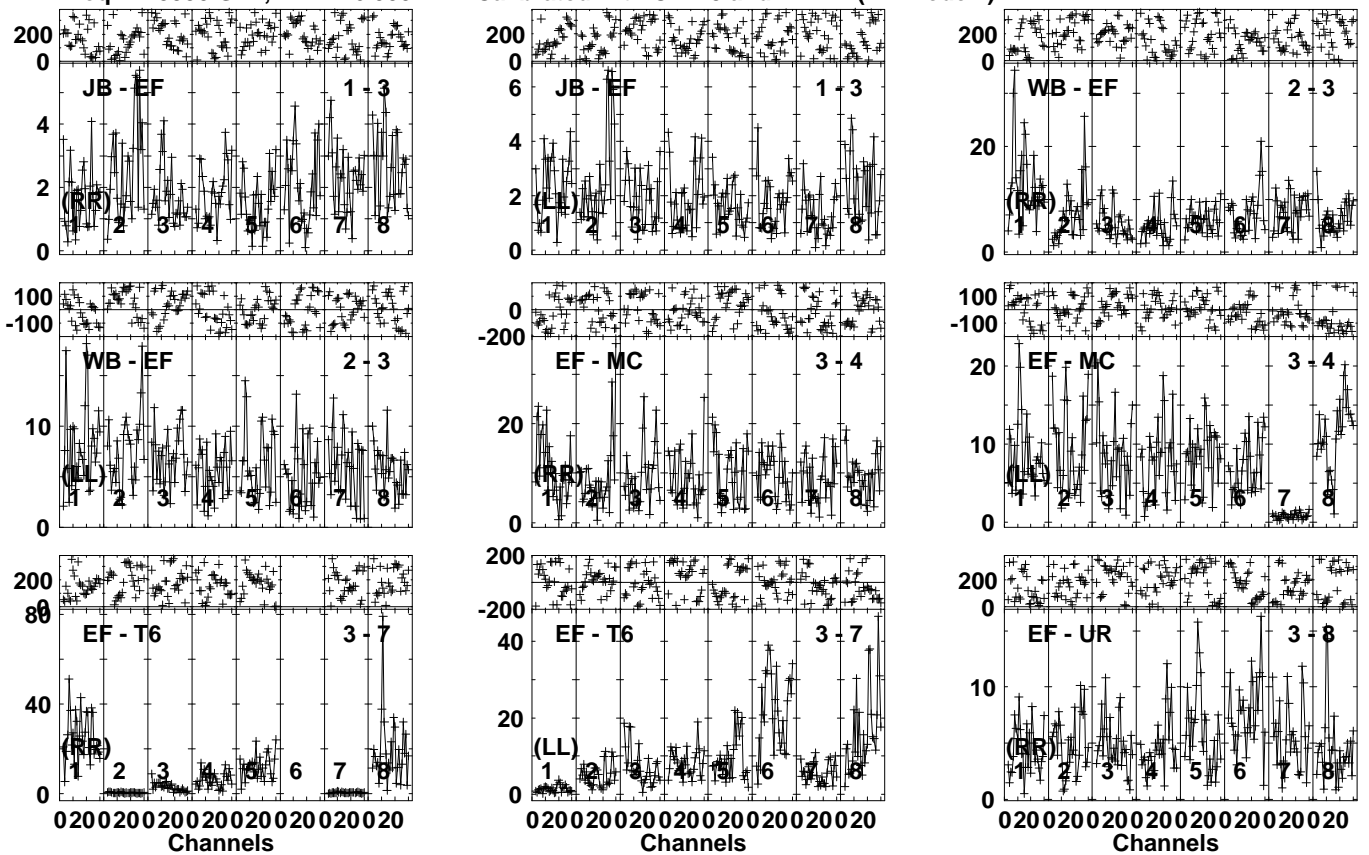 200 0 200 0 200 0
JB - EF 1 - 3 JB - EF 1 - 3 WB - EF 2 - 3
4 2 0 6 4 2 0 20 0
(RR) (LL) (RR)
1 2 3 4 5 6 7 8 1 2 3 4 5 6 7 8 1 2 3 4 5 6 7 8
100 -100 0 -200 100 -100
WB - EF 2 - 3 EF - MC 3 - 4 EF - MC 3 - 4
10 0 20 0 20 10 0
(LL) (RR) (LL)
1 2 3 4 5 6 7 8 1 2 3 4 5 6 7 8 1 2 3 4 5 6 7 8
200 0 200 -200 200 0
EF - T6 3 - 7 EF - T6 3 - 7 EF - UR 3 - 8
80 40 0 40 20 0 10 0
(RR) (LL) (RR)
1 2 3 4 5 6 7 8 1 2 3 4 5 6 7 8 1 2 3 4 5 6 7 8
0 20 0 20 0 20 0 20 0 20 0 20 0 20 0 20 0 20 0 20 0 20 0 20 0 20 0 20 0 20 0 20 0 20 0 20 0 20 0 20 0 20 0 20 0 20 0 20
Channels Channels Channels